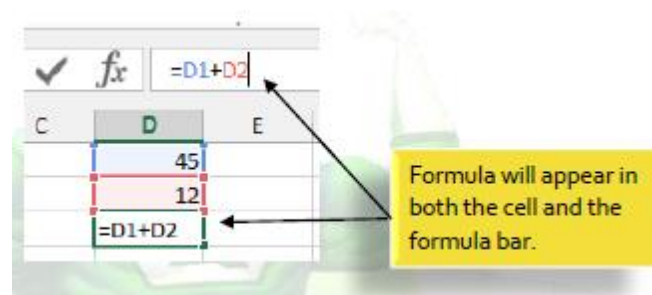 fx =D1+D2
C D E
45
12
=D1+D2
Formula will appear in
both the cell and the
formula bar.